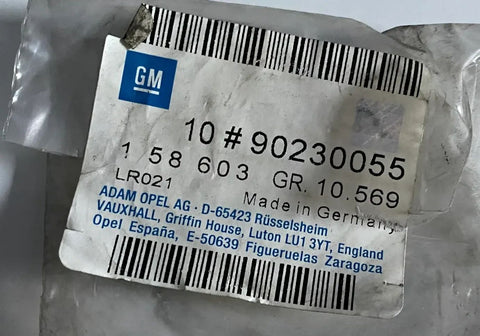 GM
10 # 90230055
1 58 603 GR. 10.569
LR021 Made in Germany
ADAM OPEL AG · D-65423 Rüsselsheim
VAUXHALL, Griffin House, Luton LU1 3YT, England
Opel España, E-50639 Figueruelas Zaragoza